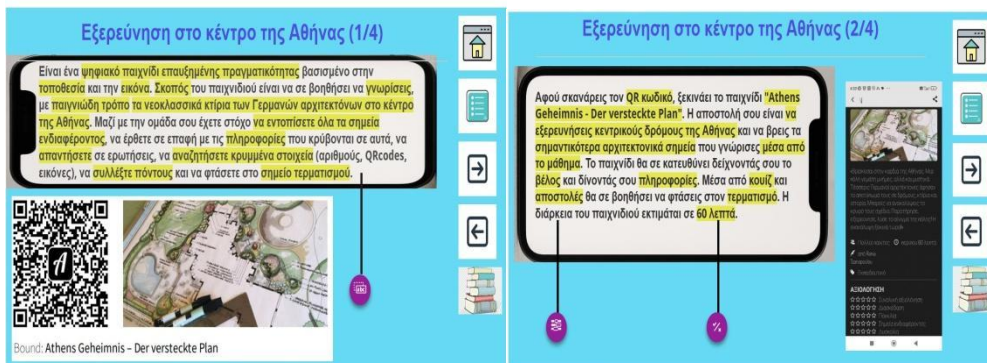 Εξερεύνηση στο κέντρο της Αθήνας (1/4)
Είναι ένα ψηφιακό παιχνίδι επαυξημένης πραγματικότητας βασισμένο στην
τοποθεσία και την εικόνα. Σκοπός του παιχνιδιού είναι να σε βοηθήσει να γνωρίσεις,
με παιγνιώδη τρόπο τα νεοκλασικά κτίρια των Γερμανών αρχιτεκτόνων στο κέντρο
της Αθήνας. Μαζί με την ομάδα σου έχετε στόχο να εντοπίσετε όλα τα σημεία
ενδιαφέροντος, να έρθετε σε επαφή με τις πληροφορίες που κρύβονται σε αυτά, να
απαντήσετε σε ερωτήσεις, να αναζητήσετε κρυμμένα στοιχεία (αριθμούς, QRcodes,
εικόνες), να συλλέξτε πόντους και να φτάσετε στο σημείο τερματισμού.
Bound: Athens Geheimnis – Der versteckte Plan
Εξερεύνηση στο κέντρο της Αθήνας (2/4)
Αφού σκανάρεις τον QR κωδικό, ξεκινάει το παιχνίδι "Athens
Geheimnis - Der versteckte Plan". Η αποστολή σου είναι να
εξερευνήσεις κεντρικούς δρόμους της Αθήνας και να βρεις τα
σημαντικότερα αρχιτεκτονικά σημεία που γνώρισες μέσα από
το μάθημα. Το παιχνίδι θα σε κατευθύνει δείχνοντάς σου το
βέλος και δίνοντάς σου πληροφορίες. Μέσα από κουίζ και
αποστολές θα σε βοηθήσει να φτάσεις στον τερματισμό. Η
διάρκεια του παιχνιδιού εκτιμάται σε 60 λεπτά.
ΑΞΙΟΛΟΓΗΣΗ